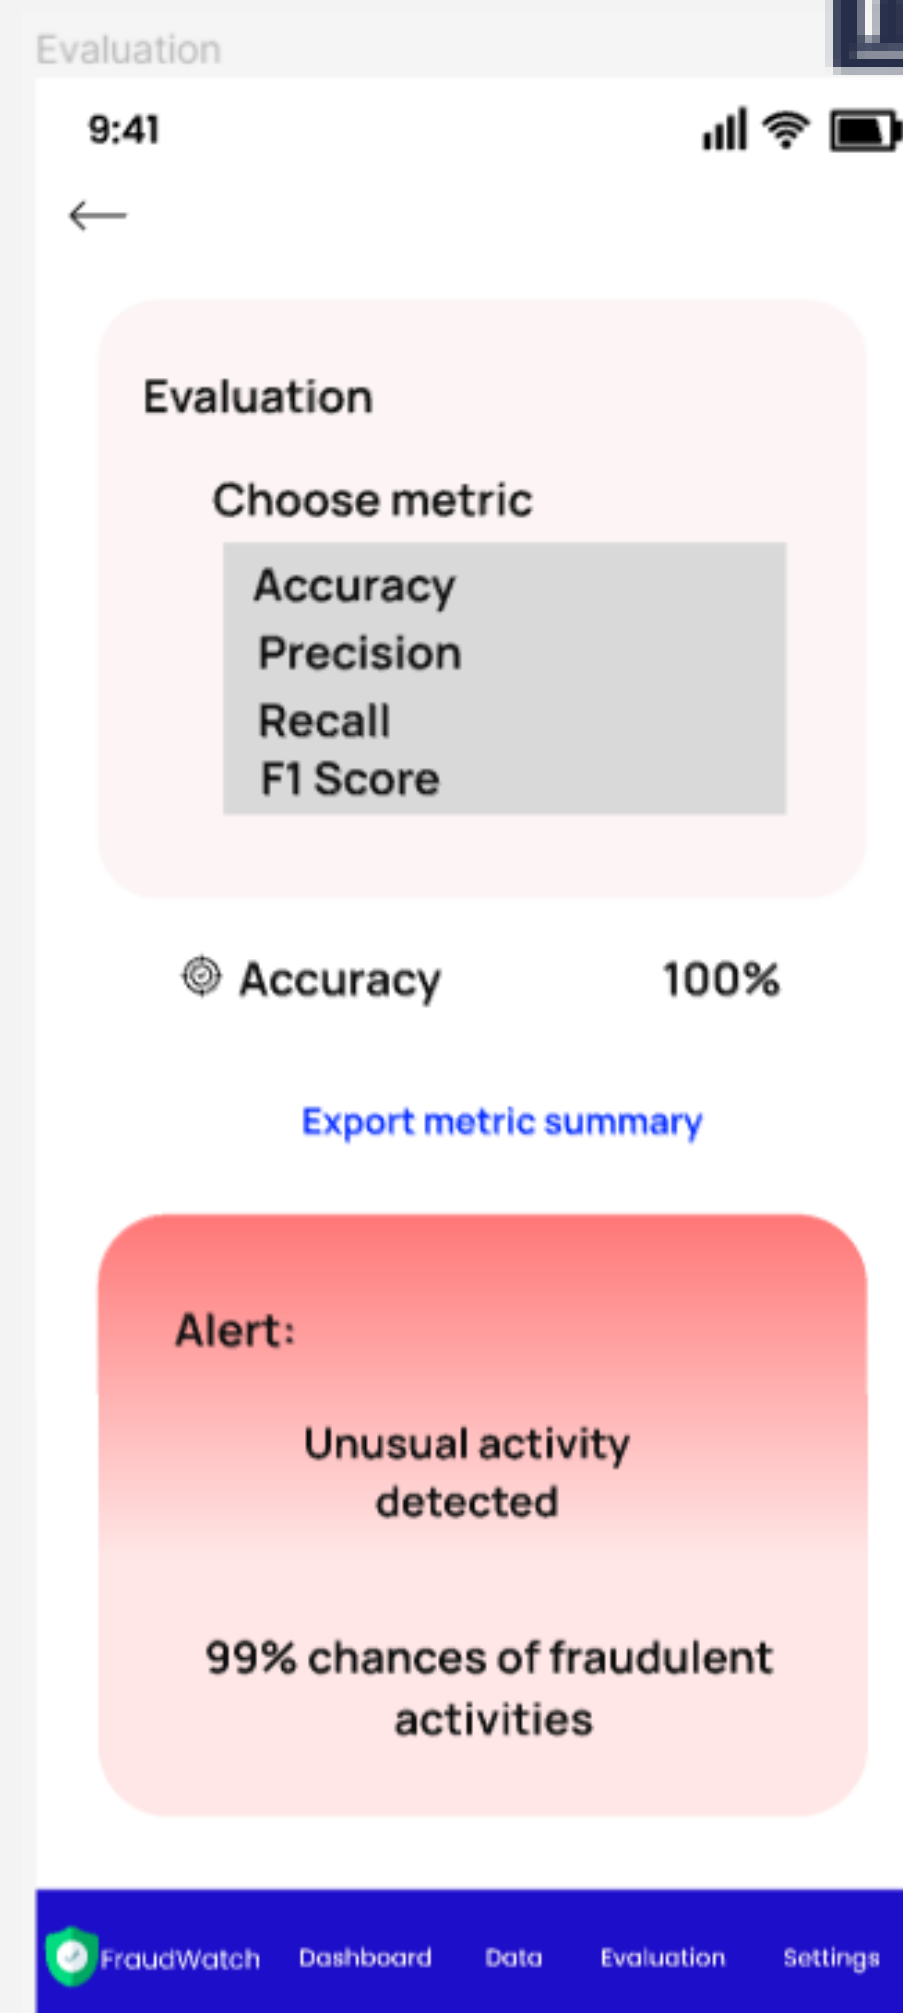 Evaluation
9:41
Evaluation
Choose metric
Accuracy
Precision
Recall
F1 Score
Accuracy 100%
Export metric summary
Alert:
Unusual activity
detected
99% chances of fraudulent
activities
FraudWatch Dashboard Data Evaluation Settings